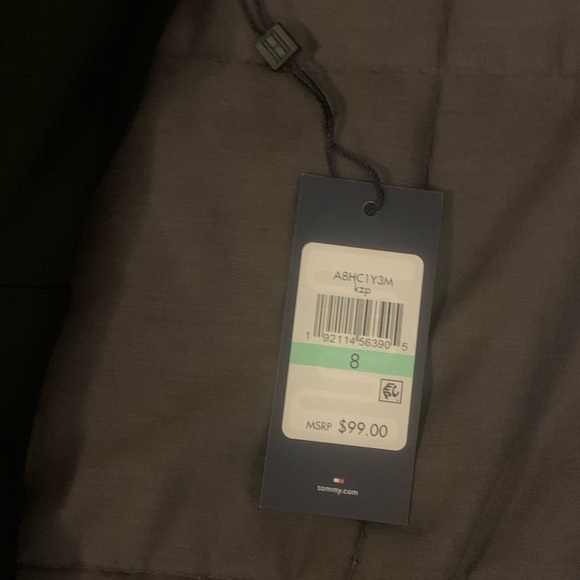 A8HC1Y3M
kzp
1 92114 56390 5
8
MSRP $99.00
tommy.com